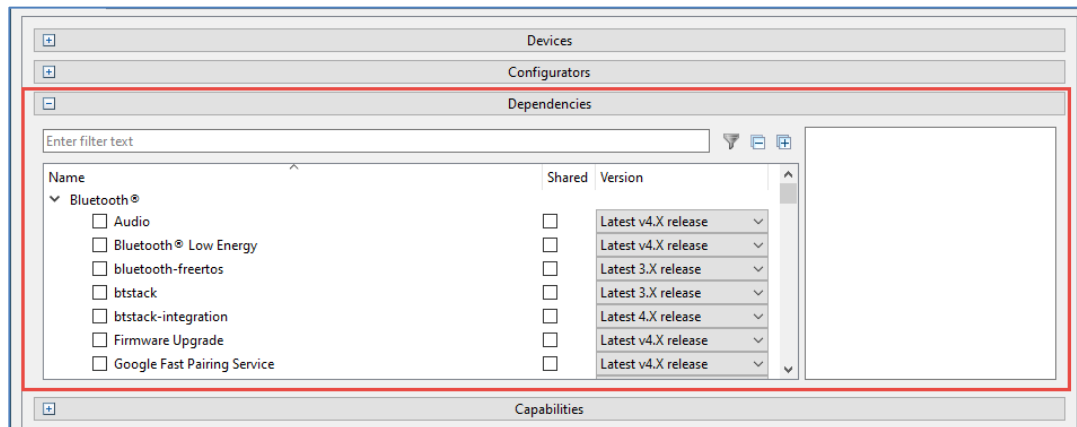 Devices
Configurators
Dependencies
Enter filter text
Name Shared Version
Bluetooth®
Audio Latest v4.X release
Bluetooth® Low Energy Latest v4.X release
bluetooth-freertos Latest 3.X release
btstack Latest 3.X release
btstack-integration Latest 4.X release
Firmware Upgrade Latest v4.X release
Google Fast Pairing Service Latest v4.X release
Capabilities